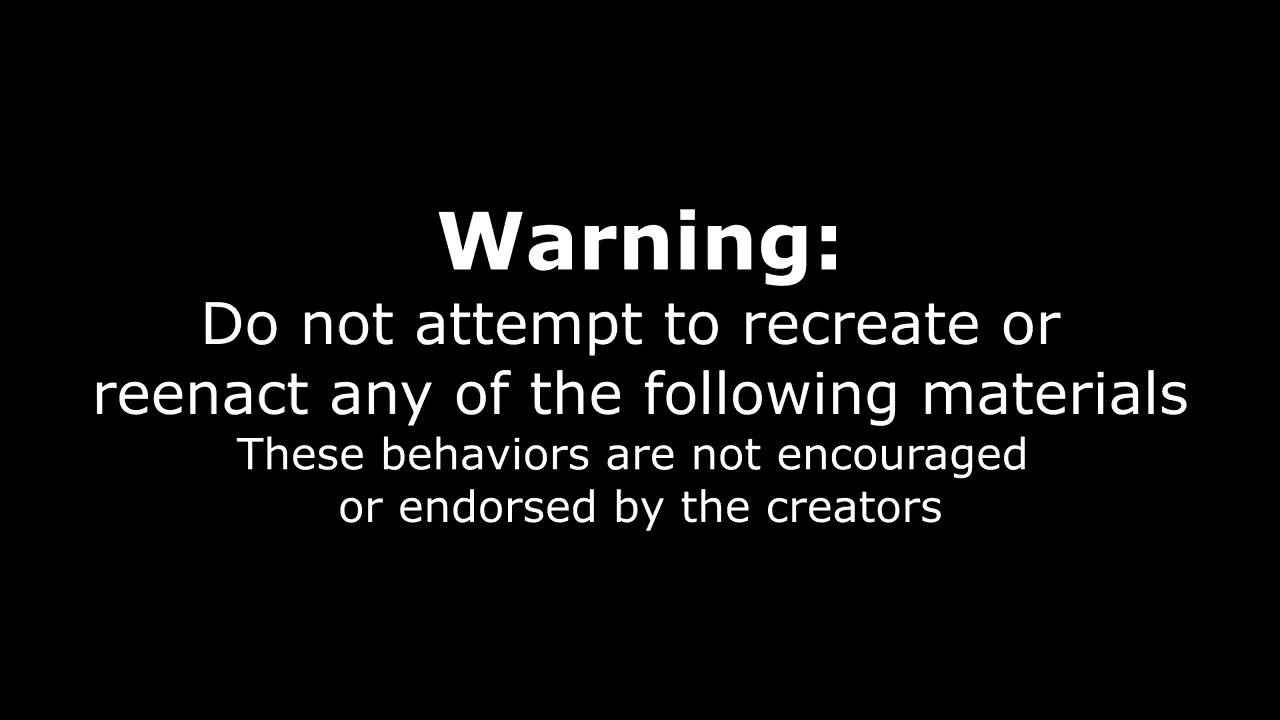 Warning:
Do not attempt to recreate or
reenact any of the following materials
These behaviors are not encouraged
or endorsed by the creators